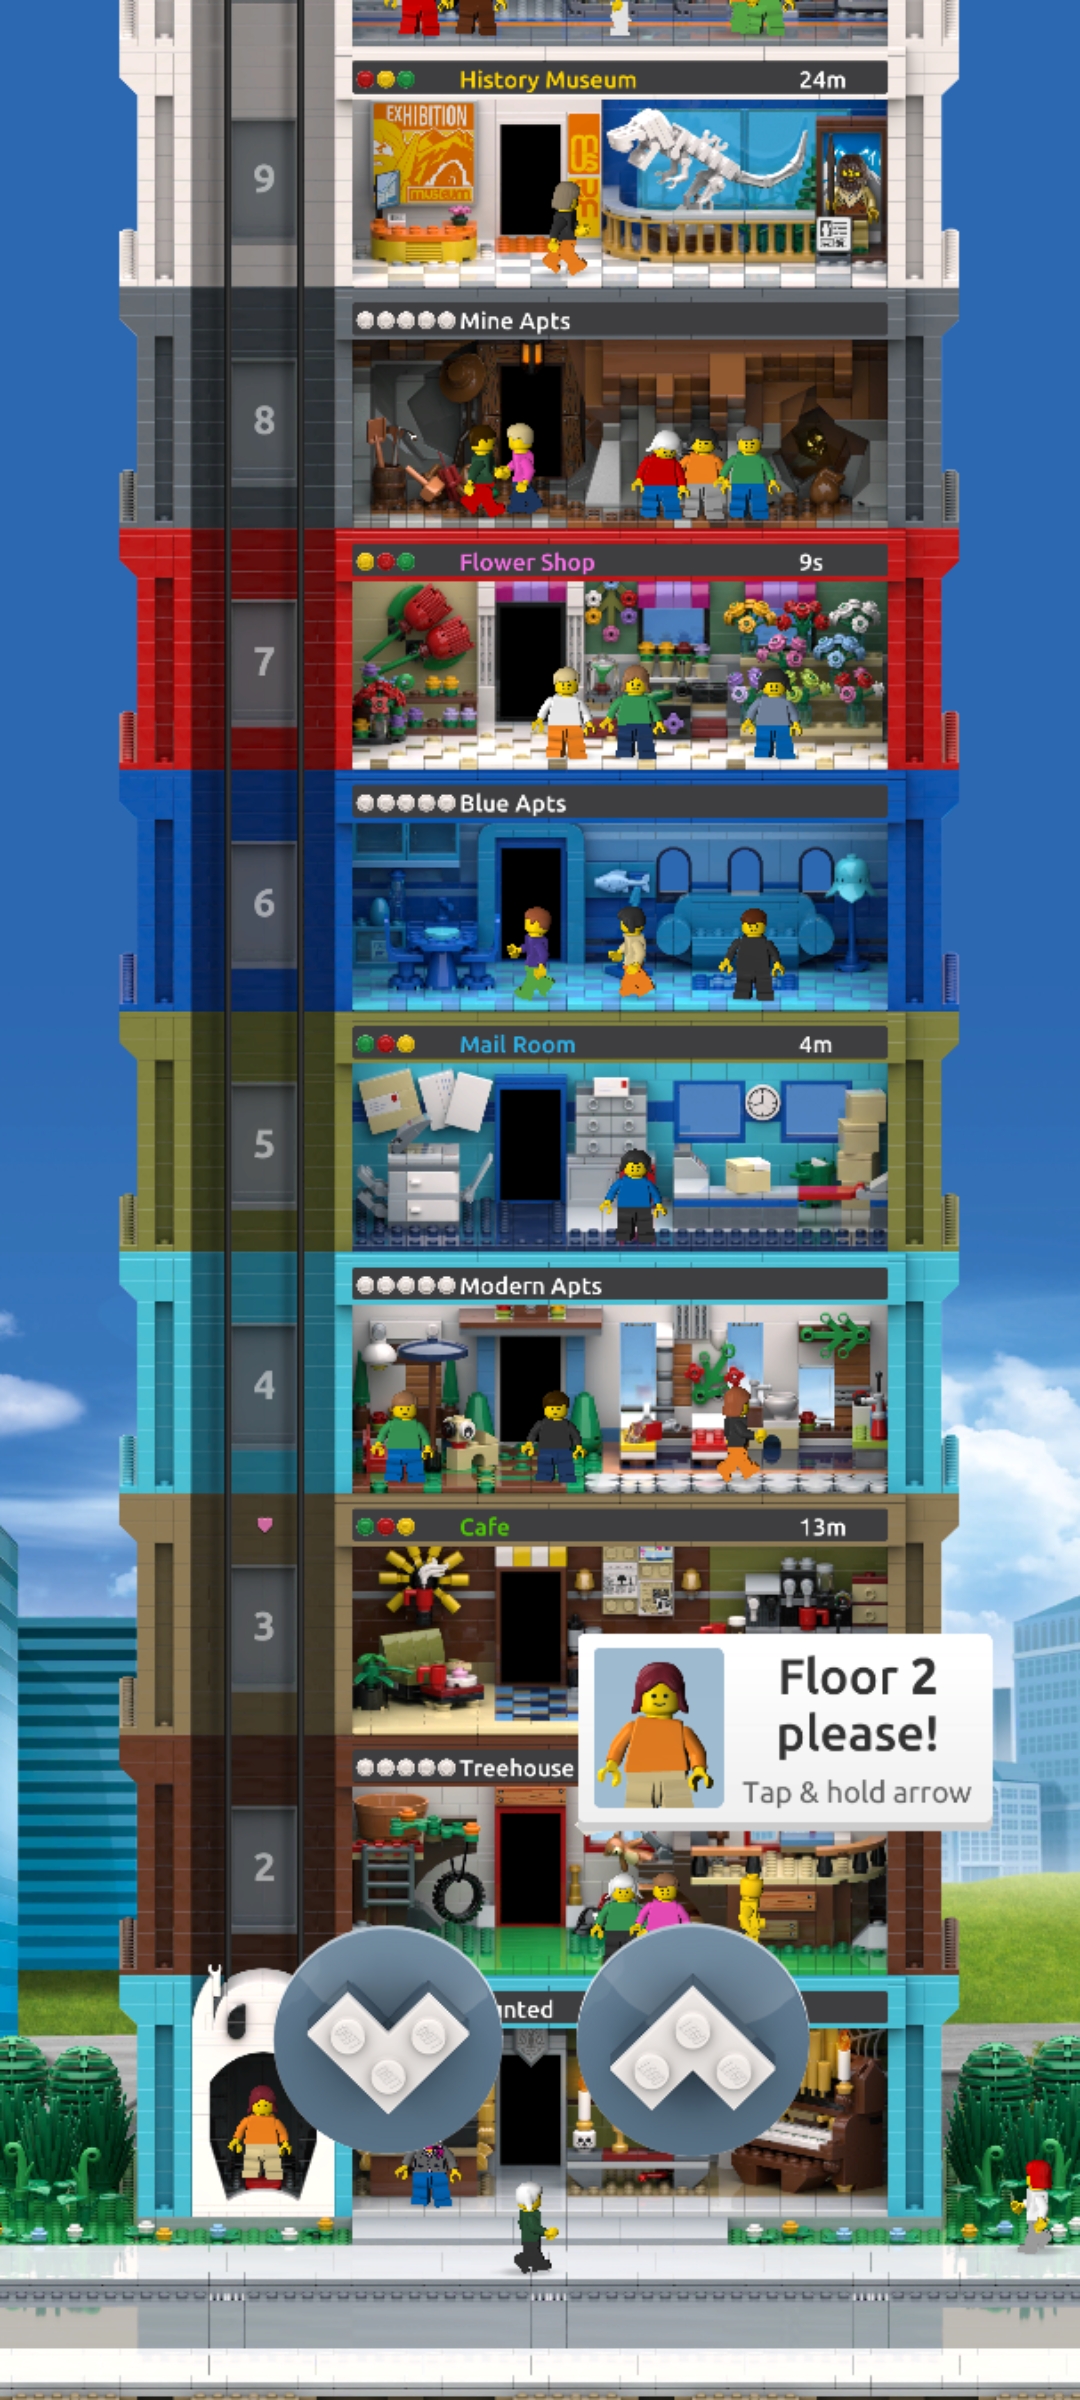 History Museum 24m
EXHIBITION
museum
9
Mine Apts
8
Flower Shop 9s
7
Blue Apts
6
Mail Room 4m
5
Modern Apts
4
Cafe 13m
3
Floor 2
please!
Tap & hold arrow
Treehouse
2
nted